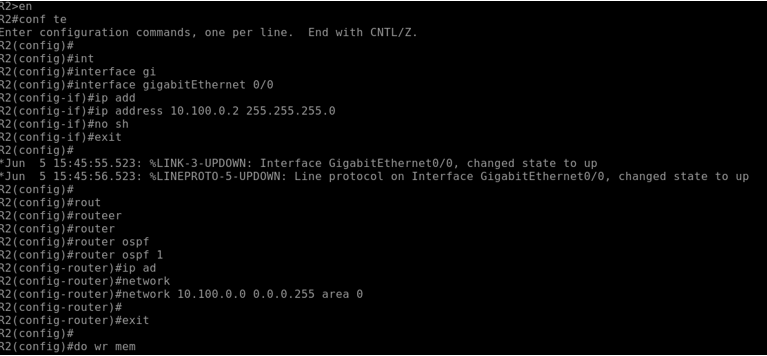 R2>en
R2#conf te
Enter configuration commands, one per line.  End with CNTL/Z.
R2(config)#
R2(config)#int
R2(config)#interface gi
R2(config)#interface gigabitEthernet 0/0
R2(config-if)#ip add
R2(config-if)#ip address 10.100.0.2 255.255.255.0
R2(config-if)#no sh
R2(config-if)#exit
R2(config)#
*Jun  5 15:45:55.523: %LINK-3-UPDOWN: Interface GigabitEthernet0/0, changed state to up
*Jun  5 15:45:56.523: %LINEPROTO-5-UPDOWN: Line protocol on Interface GigabitEthernet0/0, changed state to up
R2(config)#
R2(config)#rout
R2(config)#routeer
R2(config)#router
R2(config)#router ospf
R2(config)#router ospf 1
R2(config-router)#ip ad
R2(config-router)#network
R2(config-router)#network 10.100.0.0 0.0.0.255 area 0
R2(config-router)#
R2(config-router)#exit
R2(config)#
R2(config)#do wr mem